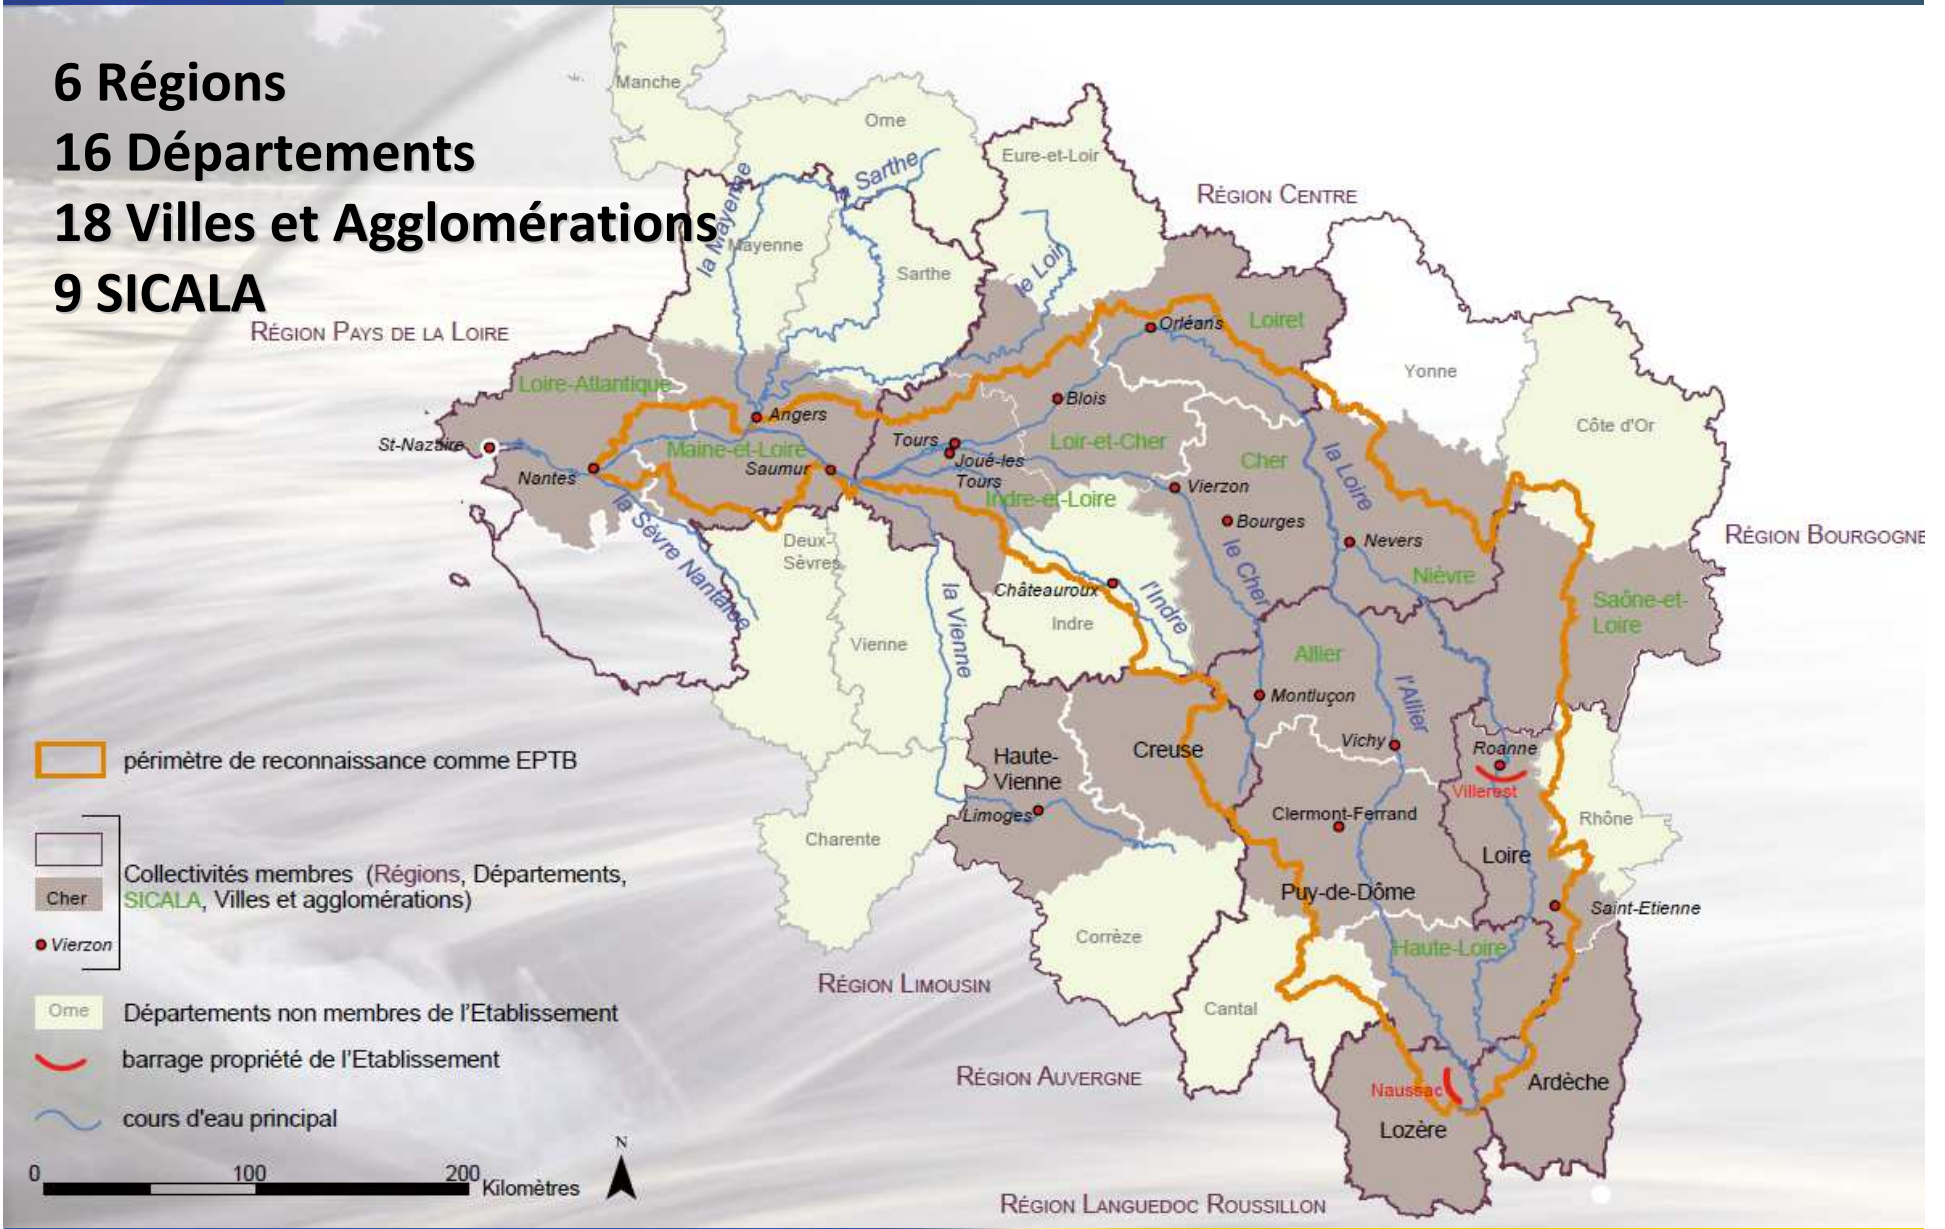 6 Régions
16 Départements
18 Villes et Agglomérations
9 SICALA
Manche
Orne
Eure-et-Loir
la Sarthe
la Mayenne
Mayenne
Sarthe
le Loir
RÉGION CENTRE
RÉGION PAYS DE LA LOIRE
Orléans
Loiret
Yonne
Loire-Atlantique
Angers
Blois
Côte d'Or
St-Nazaire
Maine-et-Loire
Tours
Loir-et-Cher
Cher
la Loire
Saumur
Joué-les
Tours
Nantes
Indre-et-Loire
Vierzon
la Sèvre Nantaise
Bourges
Nevers
RÉGION BOURGOGNE
Deux-
Sèvres
le Cher
Nièvre
Châteauroux
l'Indre
Saône-et-
Loire
Indre
la Vienne
Vienne
Allier
Montluçon
l'Allier
Vichy
Roanne
Creuse
Haute-
Vienne
Villerest
Limoges
Clermont-Ferrand
Rhône
Charente
Loire
Puy-de-Dôme
Saint-Etienne
Corrèze
Haute-Loire
RÉGION LIMOUSIN
Cantal
RÉGION AUVERGNE
Naussac
Ardèche
Lozère
RÉGION LANGUEDOC ROUSSILLON
périmètre de reconnaissance comme EPTB
Collectivités membres (Régions, Départements,
SICALA, Villes et agglomérations)
Cher
Vierzon
Orne
Départements non membres de l'Etablissement
barrage propriété de l'Etablissement
cours d'eau principal
N
0 100 200 Kilomètres